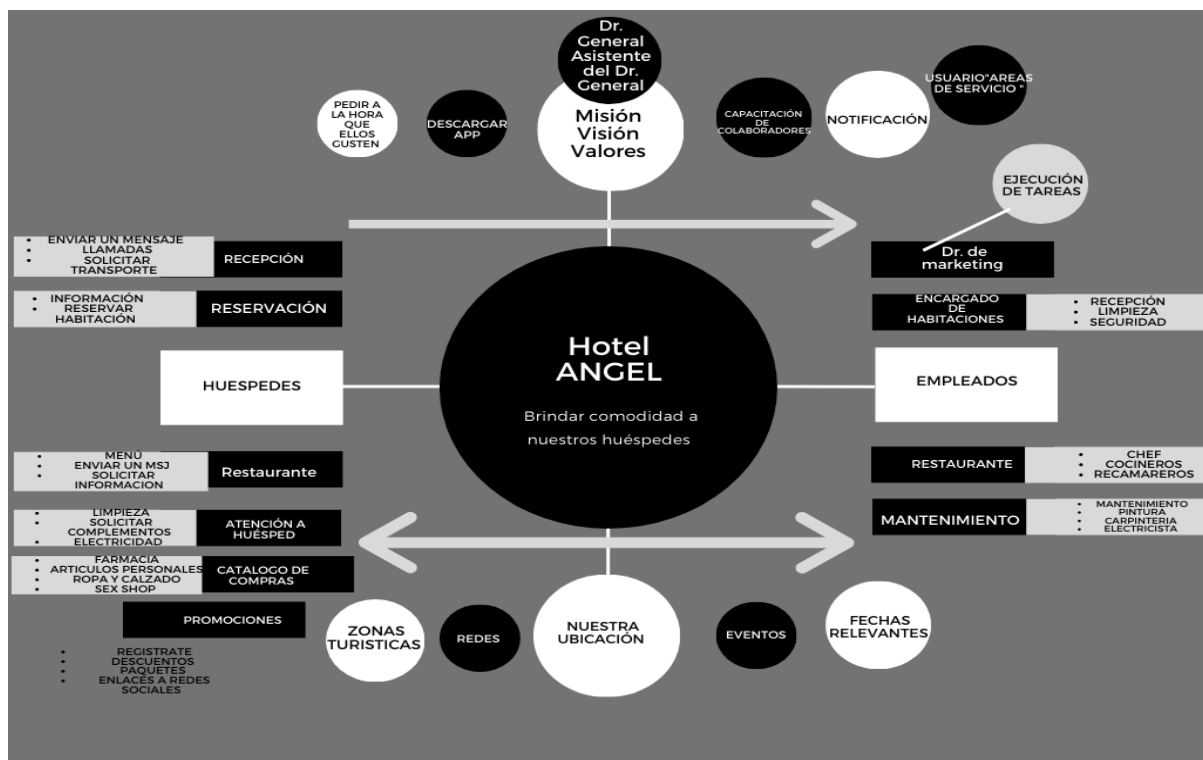 Dr.
General
Asistente
del Dr.
General
Misión
Visión
Valores
PEDIR A
LA HORA
QUE
ELLOS
GUSTEN
DESCARGAR
APP
CAPACITACIÓN
DE
COLABORADORES
NOTIFICACIÓN
USUARIO"AREAS
DE SERVICIO "
EJECUCIÓN
DE TAREAS
• ENVIAR UN MENSAJE
• LLAMADAS
• SOLICITAR
TRANSPORTE
RECEPCIÓN
• INFORMACIÓN
• RESERVAR
HABITACIÓN
RESERVACIÓN
HUESPEDES
• MENÚ
• ENVIAR UN MSJ
• SOLICITAR
INFORMACION
Restaurante
• LIMPIEZA
• SOLICITAR
COMPLEMENTOS
• ELECTRICIDAD
ATENCIÓN A
HUÉSPED
• FARMACIA
• ARTICULOS PERSONALES
• ROPA Y CALZADO
• SEX SHOP
CATALOGO DE
COMPRAS
PROMOCIONES
• REGISTRATE
• DESCUENTOS
• PAQUETES
• ENLACES A REDES
SOCIALES
Hotel
ANGEL
Brindar comodidad a
nuestros huéspedes
Dr. de
marketing
ENCARGADO
DE
HABITACIONES
• RECEPCIÓN
• LIMPIEZA
• SEGURIDAD
EMPLEADOS
RESTAURANTE
• CHEF
• COCINEROS
• RECAMAREROS
MANTENIMIENTO
• MANTENIMIENTO
• PINTURA
• CARPINTERIA
• ELECTRICISTA
ZONAS
TURISTICAS
REDES
NUESTRA
UBICACIÓN
EVENTOS
FECHAS
RELEVANTES